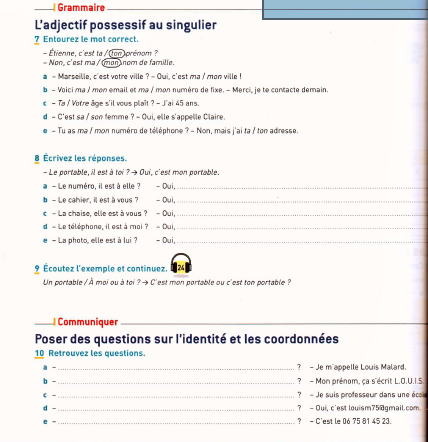 Grammaire
L'adjectif possessif au singulier
7 Entourez le mot correct.
– Étienne, c'est ta / ton prénom ?
– Non, c'est ma / mon nom de famille.
a – Marseille, c'est votre ville ? – Oui, c'est ma / mon ville !
b – Voici ma / mon email et ma / mon numéro de fixe. – Merci, je te contacte demain.
c – Ta / Votre âge s'il vous plaît ? – J'ai 45 ans.
d – C'est sa / son femme ? – Oui, elle s'appelle Claire.
e – Tu as ma / mon numéro de téléphone ? – Non, mais j'ai ta / ton adresse.
8 Écrivez les réponses.
– Le portable, il est à toi ? → Oui, c'est mon portable.
a – Le numéro, il est à elle ? – Oui,
b – Le cahier, il est à vous ? – Oui,
c – La chaise, elle est à vous ? – Oui,
d – Le téléphone, il est à moi ? – Oui,
e – La photo, elle est à lui ? – Oui,
9 Écoutez l'exemple et continuez. 24
Un portable / À moi ou à toi ? → C'est mon portable ou c'est ton portable ?
Communiquer
Poser des questions sur l'identité et les coordonnées
10 Retrouvez les questions.
a – ? – Je m'appelle Louis Malard.
b – ? – Mon prénom, ça s'écrit L.O.U.I.S.
c – ? – Je suis professeur dans une école
d – ? – Oui, c'est louism75@gmail.com.
e – ? – C'est le 06 75 81 45 23.